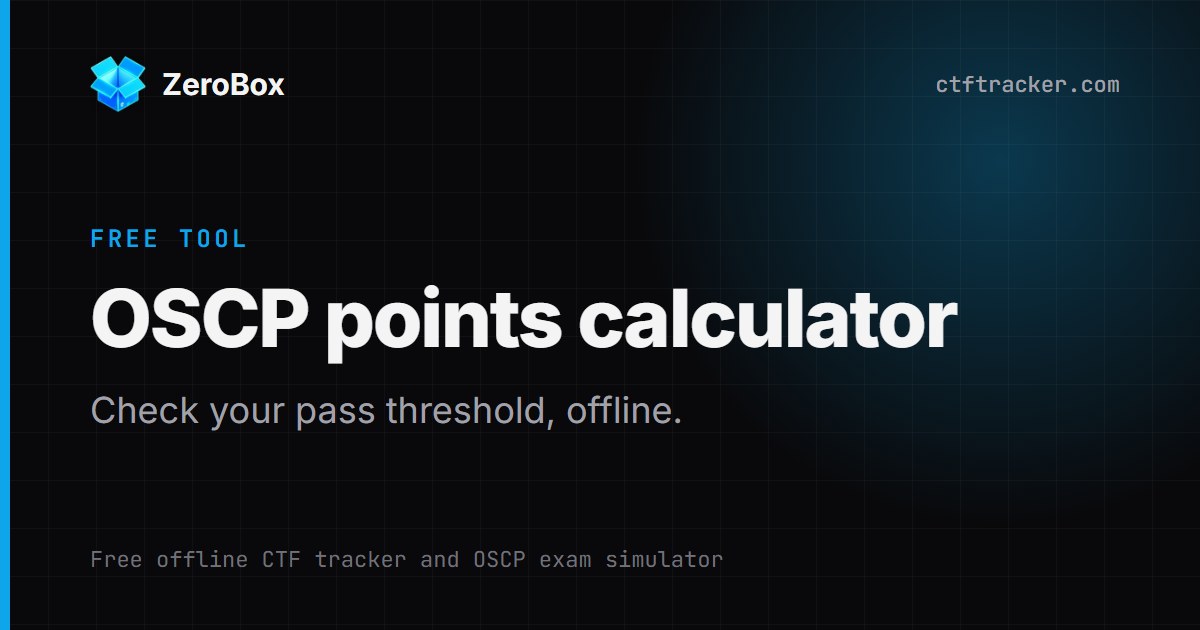 ZeroBox
ctftracker.com
FREE TOOL
OSCP points calculator
Check your pass threshold, offline.
Free offline CTF tracker and OSCP exam simulator